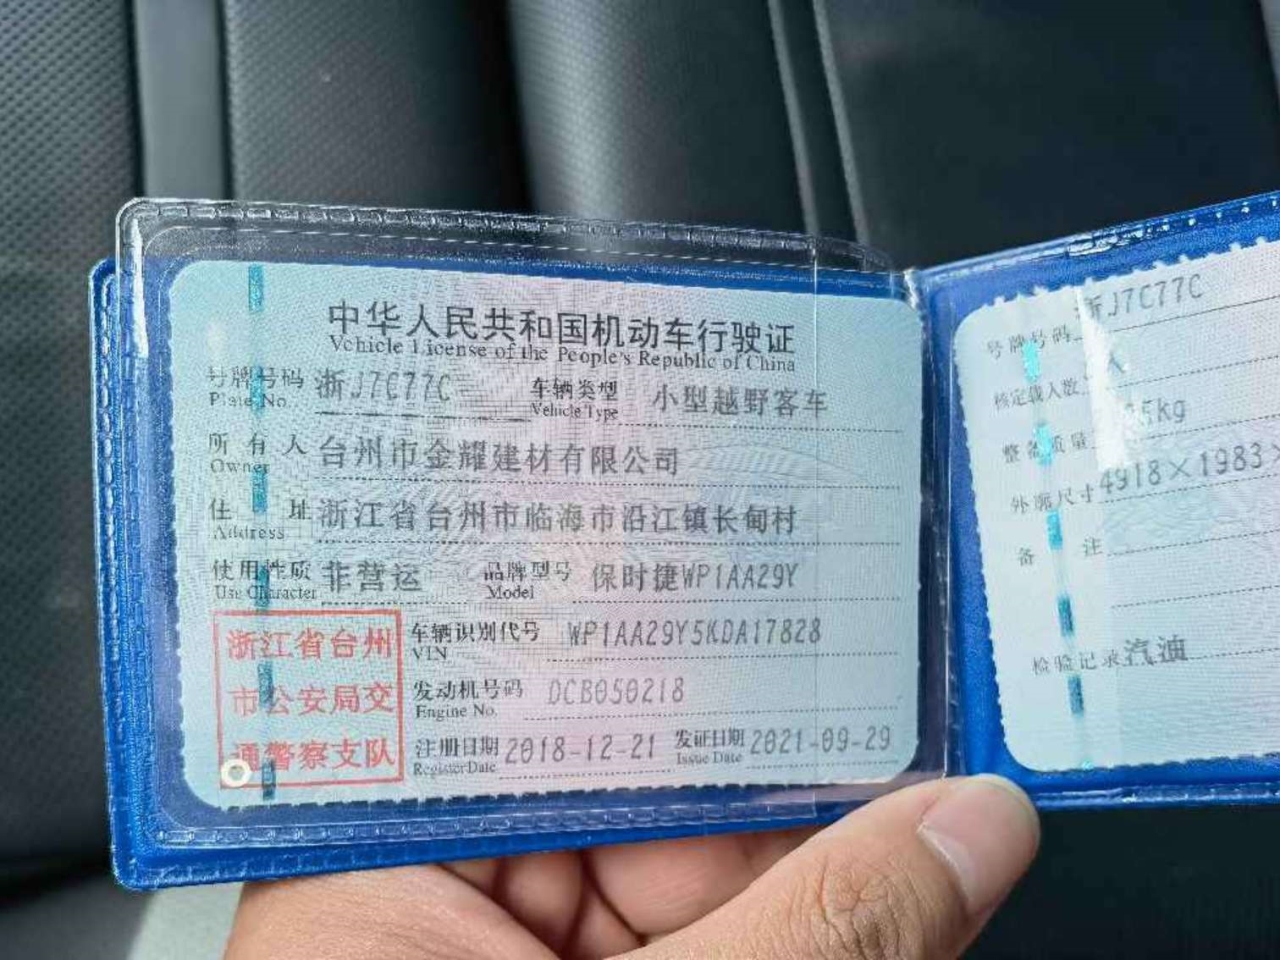 中华人民共和国机动车行驶证
Vehicle License of the People's Republic of China
号牌号码 浙J7C77C 车辆类型 小型越野客车
Plate No. Vehicle Type
所有人 台州市金耀建材有限公司
Owner
住址 浙江省台州市临海市沿江镇长甸村
Address
使用性质 非营运 品牌型号 保时捷WP1AA29Y
Use Character Model
浙江省台州
市公安局交
通警察支队
车辆识别代号 WP1AA29Y5KDA17828
VIN
发动机号码 DCB050218
Engine No.
注册日期 2018-12-21 发证日期 2021-09-29
Register Date Issue Date
号牌号码 浙J7C77C
核定载人数 人
整备质量 5kg
外廓尺寸 4918×1983×
备注
检验记录 汽油